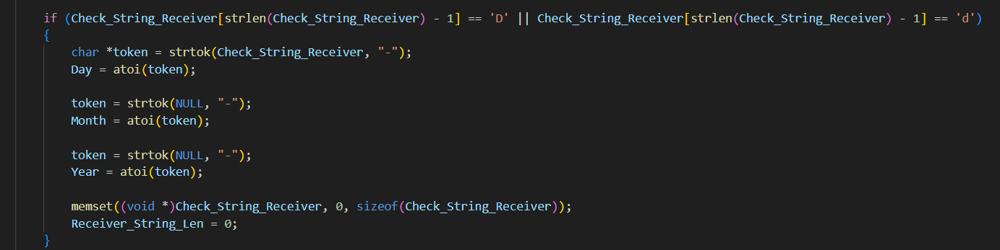 if (Check_String_Receiver[strlen(Check_String_Receiver) - 1] == 'D' || Check_String_Receiver[strlen(Check_String_Receiver) - 1] == 'd')
{
char *token = strtok(Check_String_Receiver, "-");
Day = atoi(token);
token = strtok(NULL, "-");
Month = atoi(token);
token = strtok(NULL, "-");
Year = atoi(token);
memset((void *)Check_String_Receiver, 0, sizeof(Check_String_Receiver));
Receiver_String_Len = 0;
}